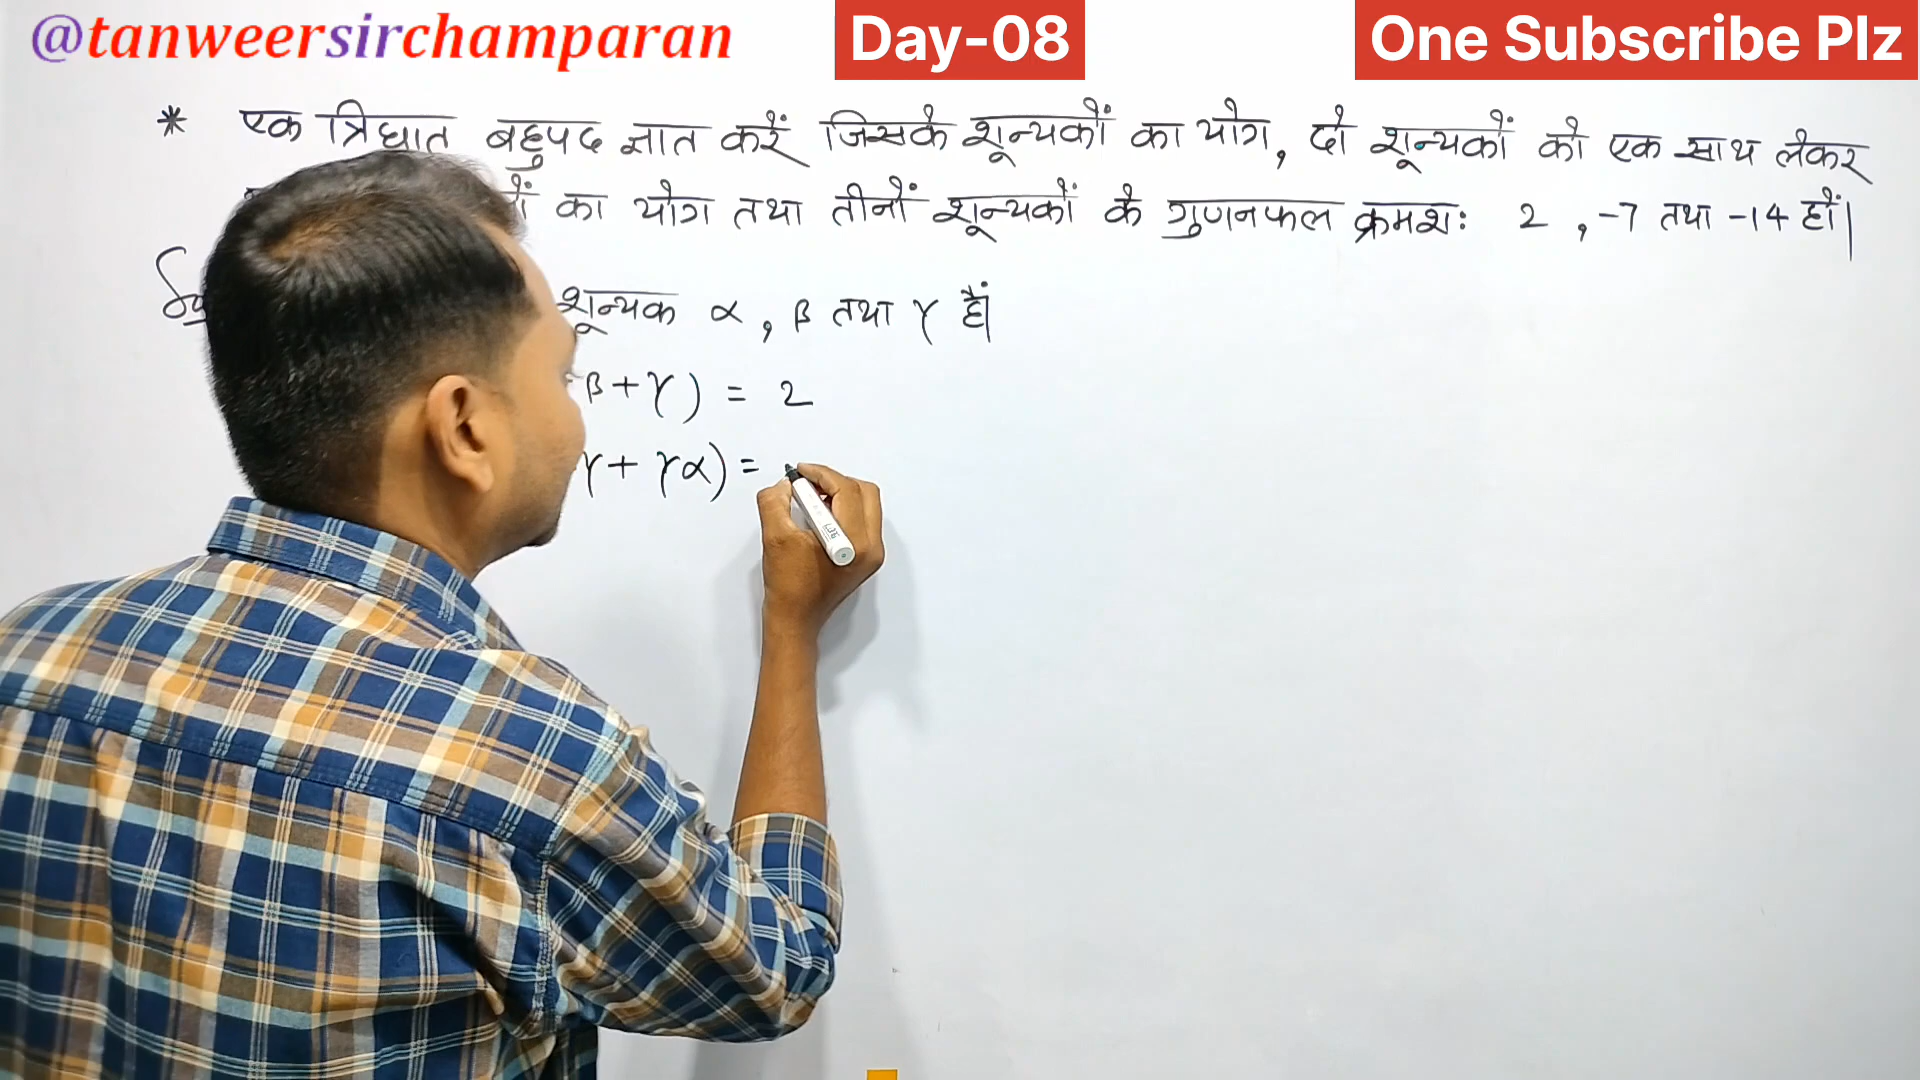 @tanweersirchamparan
Day-08
One Subscribe Plz
* एक त्रिघात बहुपद ज्ञात करें जिसके शून्यकों का योग, दो शून्यकों को एक साथ लेकर
का योग तथा तीनों शून्यकों के गुणनफल क्रमशः 2 , -7 तथा -14 हों|
शून्यक α , β तथा γ हैं|
β + γ ) = 2
γ + γα) =